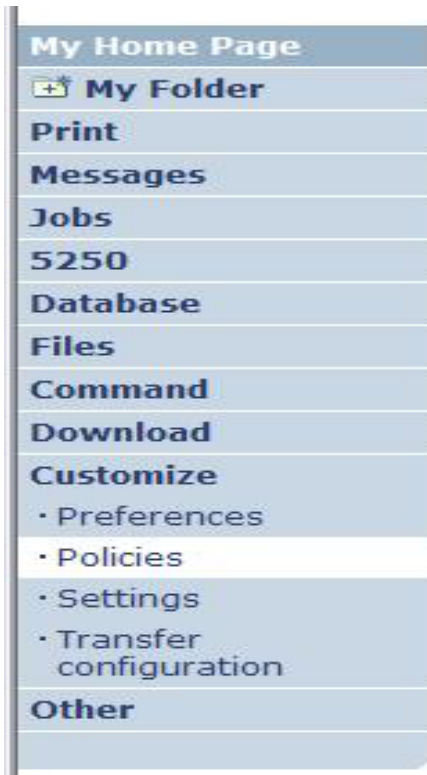 My Home Page
My Folder
Print
Messages
Jobs
5250
Database
Files
Command
Download
Customize
· Preferences
· Policies
· Settings
· Transfer
configuration
Other